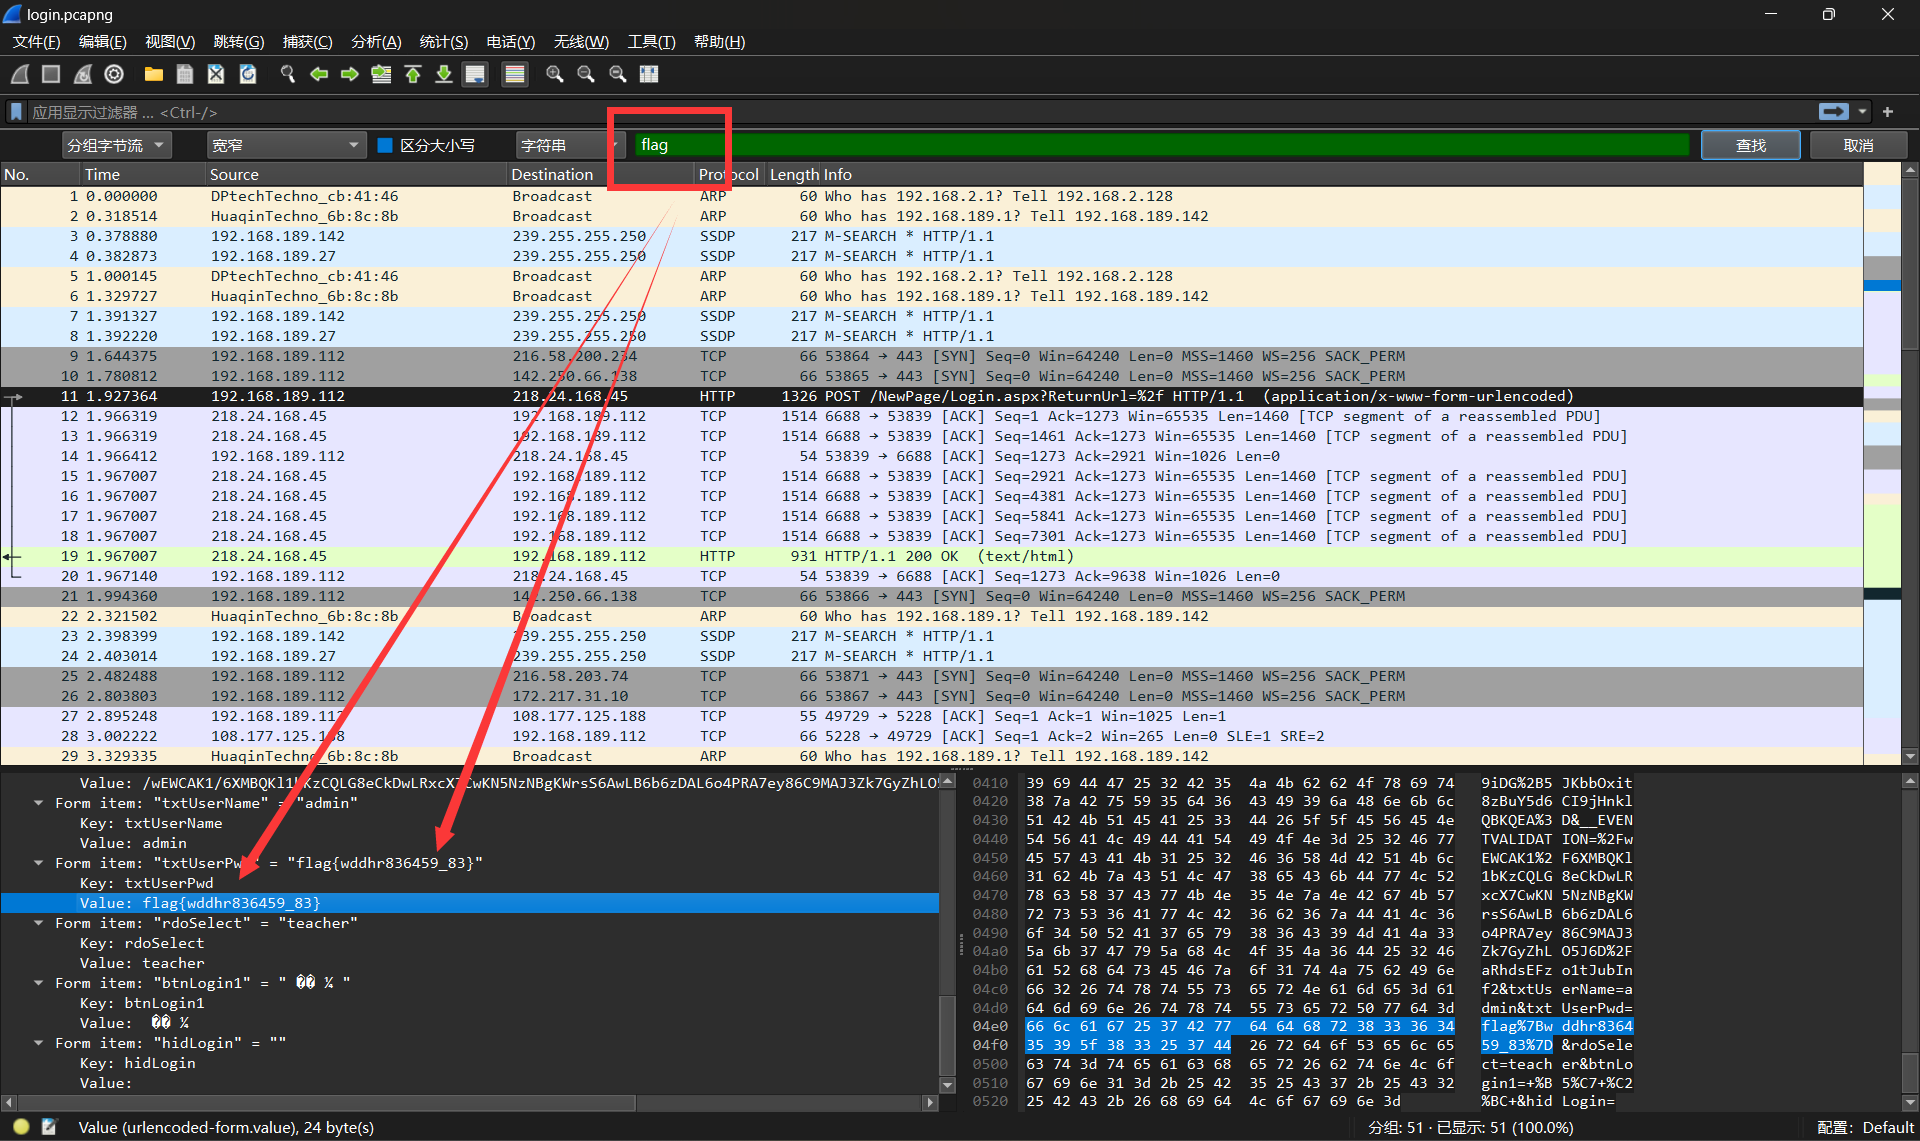 login.pcapng
文件(F) 编辑(E) 视图(V) 跳转(G) 捕获(C) 分析(A) 统计(S) 电话(Y) 无线(W) 工具(T) 帮助(H)
应用显示过滤器 … <Ctrl-/>
分组字节流 宽窄 区分大小写 字符串 flag 查找 取消
No. Time Source Destination Protocol Length Info
1 0.000000 DPtechTechno_cb:41:46 Broadcast ARP 60 Who has 192.168.2.1? Tell 192.168.2.128
2 0.318514 HuaqinTechno_6b:8c:8b Broadcast ARP 60 Who has 192.168.189.1? Tell 192.168.189.142
3 0.378880 192.168.189.142 239.255.255.250 SSDP 217 M-SEARCH * HTTP/1.1
4 0.382873 192.168.189.27 239.255.255.250 SSDP 217 M-SEARCH * HTTP/1.1
5 1.000145 DPtechTechno_cb:41:46 Broadcast ARP 60 Who has 192.168.2.1? Tell 192.168.2.128
6 1.329727 HuaqinTechno_6b:8c:8b Broadcast ARP 60 Who has 192.168.189.1? Tell 192.168.189.142
7 1.391327 192.168.189.142 239.255.255.250 SSDP 217 M-SEARCH * HTTP/1.1
8 1.392220 192.168.189.27 239.255.255.250 SSDP 217 M-SEARCH * HTTP/1.1
9 1.644375 192.168.189.112 216.58.200.234 TCP 66 53864 → 443 [SYN] Seq=0 Win=64240 Len=0 MSS=1460 WS=256 SACK_PERM
10 1.780812 192.168.189.112 142.250.66.138 TCP 66 53865 → 443 [SYN] Seq=0 Win=64240 Len=0 MSS=1460 WS=256 SACK_PERM
11 1.927364 192.168.189.112 218.24.168.45 HTTP 1326 POST /NewPage/Login.aspx?ReturnUrl=%2f HTTP/1.1  (application/x-www-form-urlencoded)
12 1.966319 218.24.168.45 192.168.189.112 TCP 1514 6688 → 53839 [ACK] Seq=1 Ack=1273 Win=65535 Len=1460 [TCP segment of a reassembled PDU]
13 1.966319 218.24.168.45 192.168.189.112 TCP 1514 6688 → 53839 [ACK] Seq=1461 Ack=1273 Win=65535 Len=1460 [TCP segment of a reassembled PDU]
14 1.966412 192.168.189.112 218.24.168.45 TCP 54 53839 → 6688 [ACK] Seq=1273 Ack=2921 Win=1026 Len=0
15 1.967007 218.24.168.45 192.168.189.112 TCP 1514 6688 → 53839 [ACK] Seq=2921 Ack=1273 Win=65535 Len=1460 [TCP segment of a reassembled PDU]
16 1.967007 218.24.168.45 192.168.189.112 TCP 1514 6688 → 53839 [ACK] Seq=4381 Ack=1273 Win=65535 Len=1460 [TCP segment of a reassembled PDU]
17 1.967007 218.24.168.45 192.168.189.112 TCP 1514 6688 → 53839 [ACK] Seq=5841 Ack=1273 Win=65535 Len=1460 [TCP segment of a reassembled PDU]
18 1.967007 218.24.168.45 192.168.189.112 TCP 1514 6688 → 53839 [ACK] Seq=7301 Ack=1273 Win=65535 Len=1460 [TCP segment of a reassembled PDU]
19 1.967007 218.24.168.45 192.168.189.112 HTTP 931 HTTP/1.1 200 OK  (text/html)
20 1.967140 192.168.189.112 218.24.168.45 TCP 54 53839 → 6688 [ACK] Seq=1273 Ack=9638 Win=1026 Len=0
21 1.994360 192.168.189.112 142.250.66.138 TCP 66 53866 → 443 [SYN] Seq=0 Win=64240 Len=0 MSS=1460 WS=256 SACK_PERM
22 2.321502 HuaqinTechno_6b:8c:8b Broadcast ARP 60 Who has 192.168.189.1? Tell 192.168.189.142
23 2.398399 192.168.189.142 239.255.255.250 SSDP 217 M-SEARCH * HTTP/1.1
24 2.403014 192.168.189.27 239.255.255.250 SSDP 217 M-SEARCH * HTTP/1.1
25 2.482488 192.168.189.112 216.58.203.74 TCP 66 53871 → 443 [SYN] Seq=0 Win=64240 Len=0 MSS=1460 WS=256 SACK_PERM
26 2.803803 192.168.189.112 172.217.31.10 TCP 66 53867 → 443 [SYN] Seq=0 Win=64240 Len=0 MSS=1460 WS=256 SACK_PERM
27 2.895248 192.168.189.112 108.177.125.188 TCP 55 49729 → 5228 [ACK] Seq=1 Ack=1 Win=1025 Len=1
28 3.002222 108.177.125.188 192.168.189.112 TCP 66 5228 → 49729 [ACK] Seq=1 Ack=2 Win=265 Len=0 SLE=1 SRE=2
29 3.329335 HuaqinTechno_6b:8c:8b Broadcast ARP 60 Who has 192.168.189.1? Tell 192.168.189.142
Value: /wEWCAK1/6XMBQKl1bKzCQLG8eCkDwLRxcX7CwKN5NzNBgKWrsS6AwLB6b6zDAL6o4PRA7ey86C9MAJ3Zk7GyZhLO
Form item: "txtUserName" = "admin"
Key: txtUserName
Value: admin
Form item: "txtUserPwd" = "flag{wddhr836459_83}"
Key: txtUserPwd
Value: flag{wddhr836459_83}
Form item: "rdoSelect" = "teacher"
Key: rdoSelect
Value: teacher
Form item: "btnLogin1" = " �� ¼ "
Key: btnLogin1
Value:  �� ¼
Form item: "hidLogin" = ""
Key: hidLogin
Value:
0410 39 69 44 47 25 32 42 35 4a 4b 62 62 4f 78 69 74 9iDG%2B5 JKbbOxit
0420 38 7a 42 75 59 35 64 36 43 49 39 6a 48 6e 6b 6c 8zBuY5d6 CI9jHnkl
0430 51 42 4b 51 45 41 25 33 44 26 5f 5f 45 56 45 4e QBKQEA%3 D&__EVEN
0440 54 56 41 4c 49 44 41 54 49 4f 4e 3d 25 32 46 77 TVALIDAT ION=%2Fw
0450 45 57 43 41 4b 31 25 32 46 36 58 4d 42 51 4b 6c EWCAK1%2 F6XMBQKl
0460 31 62 4b 7a 43 51 4c 47 38 65 43 6b 44 77 4c 52 1bKzCQLG 8eCkDwLR
0470 78 63 58 37 43 77 4b 4e 35 4e 7a 4e 42 67 4b 57 xcX7CwKN 5NzNBgKW
0480 72 73 53 36 41 77 4c 42 36 62 36 7a 44 41 4c 36 rsS6AwLB 6b6zDAL6
0490 6f 34 50 52 41 37 65 79 38 36 43 39 4d 41 4a 33 o4PRA7ey 86C9MAJ3
04a0 5a 6b 37 47 79 5a 68 4c 4f 35 4a 36 44 25 32 46 Zk7GyZhL O5J6D%2F
04b0 61 52 68 64 73 45 46 7a 6f 31 74 4a 75 62 49 6e aRhdsEFz o1tJubIn
04c0 66 32 26 74 78 74 55 73 65 72 4e 61 6d 65 3d 61 f2&txtUs erName=a
04d0 64 6d 69 6e 26 74 78 74 55 73 65 72 50 77 64 3d dmin&txt UserPwd=
04e0 66 6c 61 67 25 37 42 77 64 64 68 72 38 33 36 34 flag%7Bw ddhr8364
04f0 35 39 5f 38 33 25 37 44 26 72 64 6f 53 65 6c 65 59_83%7D &rdoSele
0500 63 74 3d 74 65 61 63 68 65 72 26 62 74 6e 4c 6f ct=teach er&btnLo
0510 67 69 6e 31 3d 2b 25 42 35 25 43 37 2b 25 43 32 gin1=+%B 5%C7+%C2
0520 25 42 43 2b 26 68 69 64 4c 6f 67 69 6e 3d %BC+&hid Login=
Value (urlencoded-form.value), 24 byte(s) 分组: 51 · 已显示: 51 (100.0%) 配置: Default